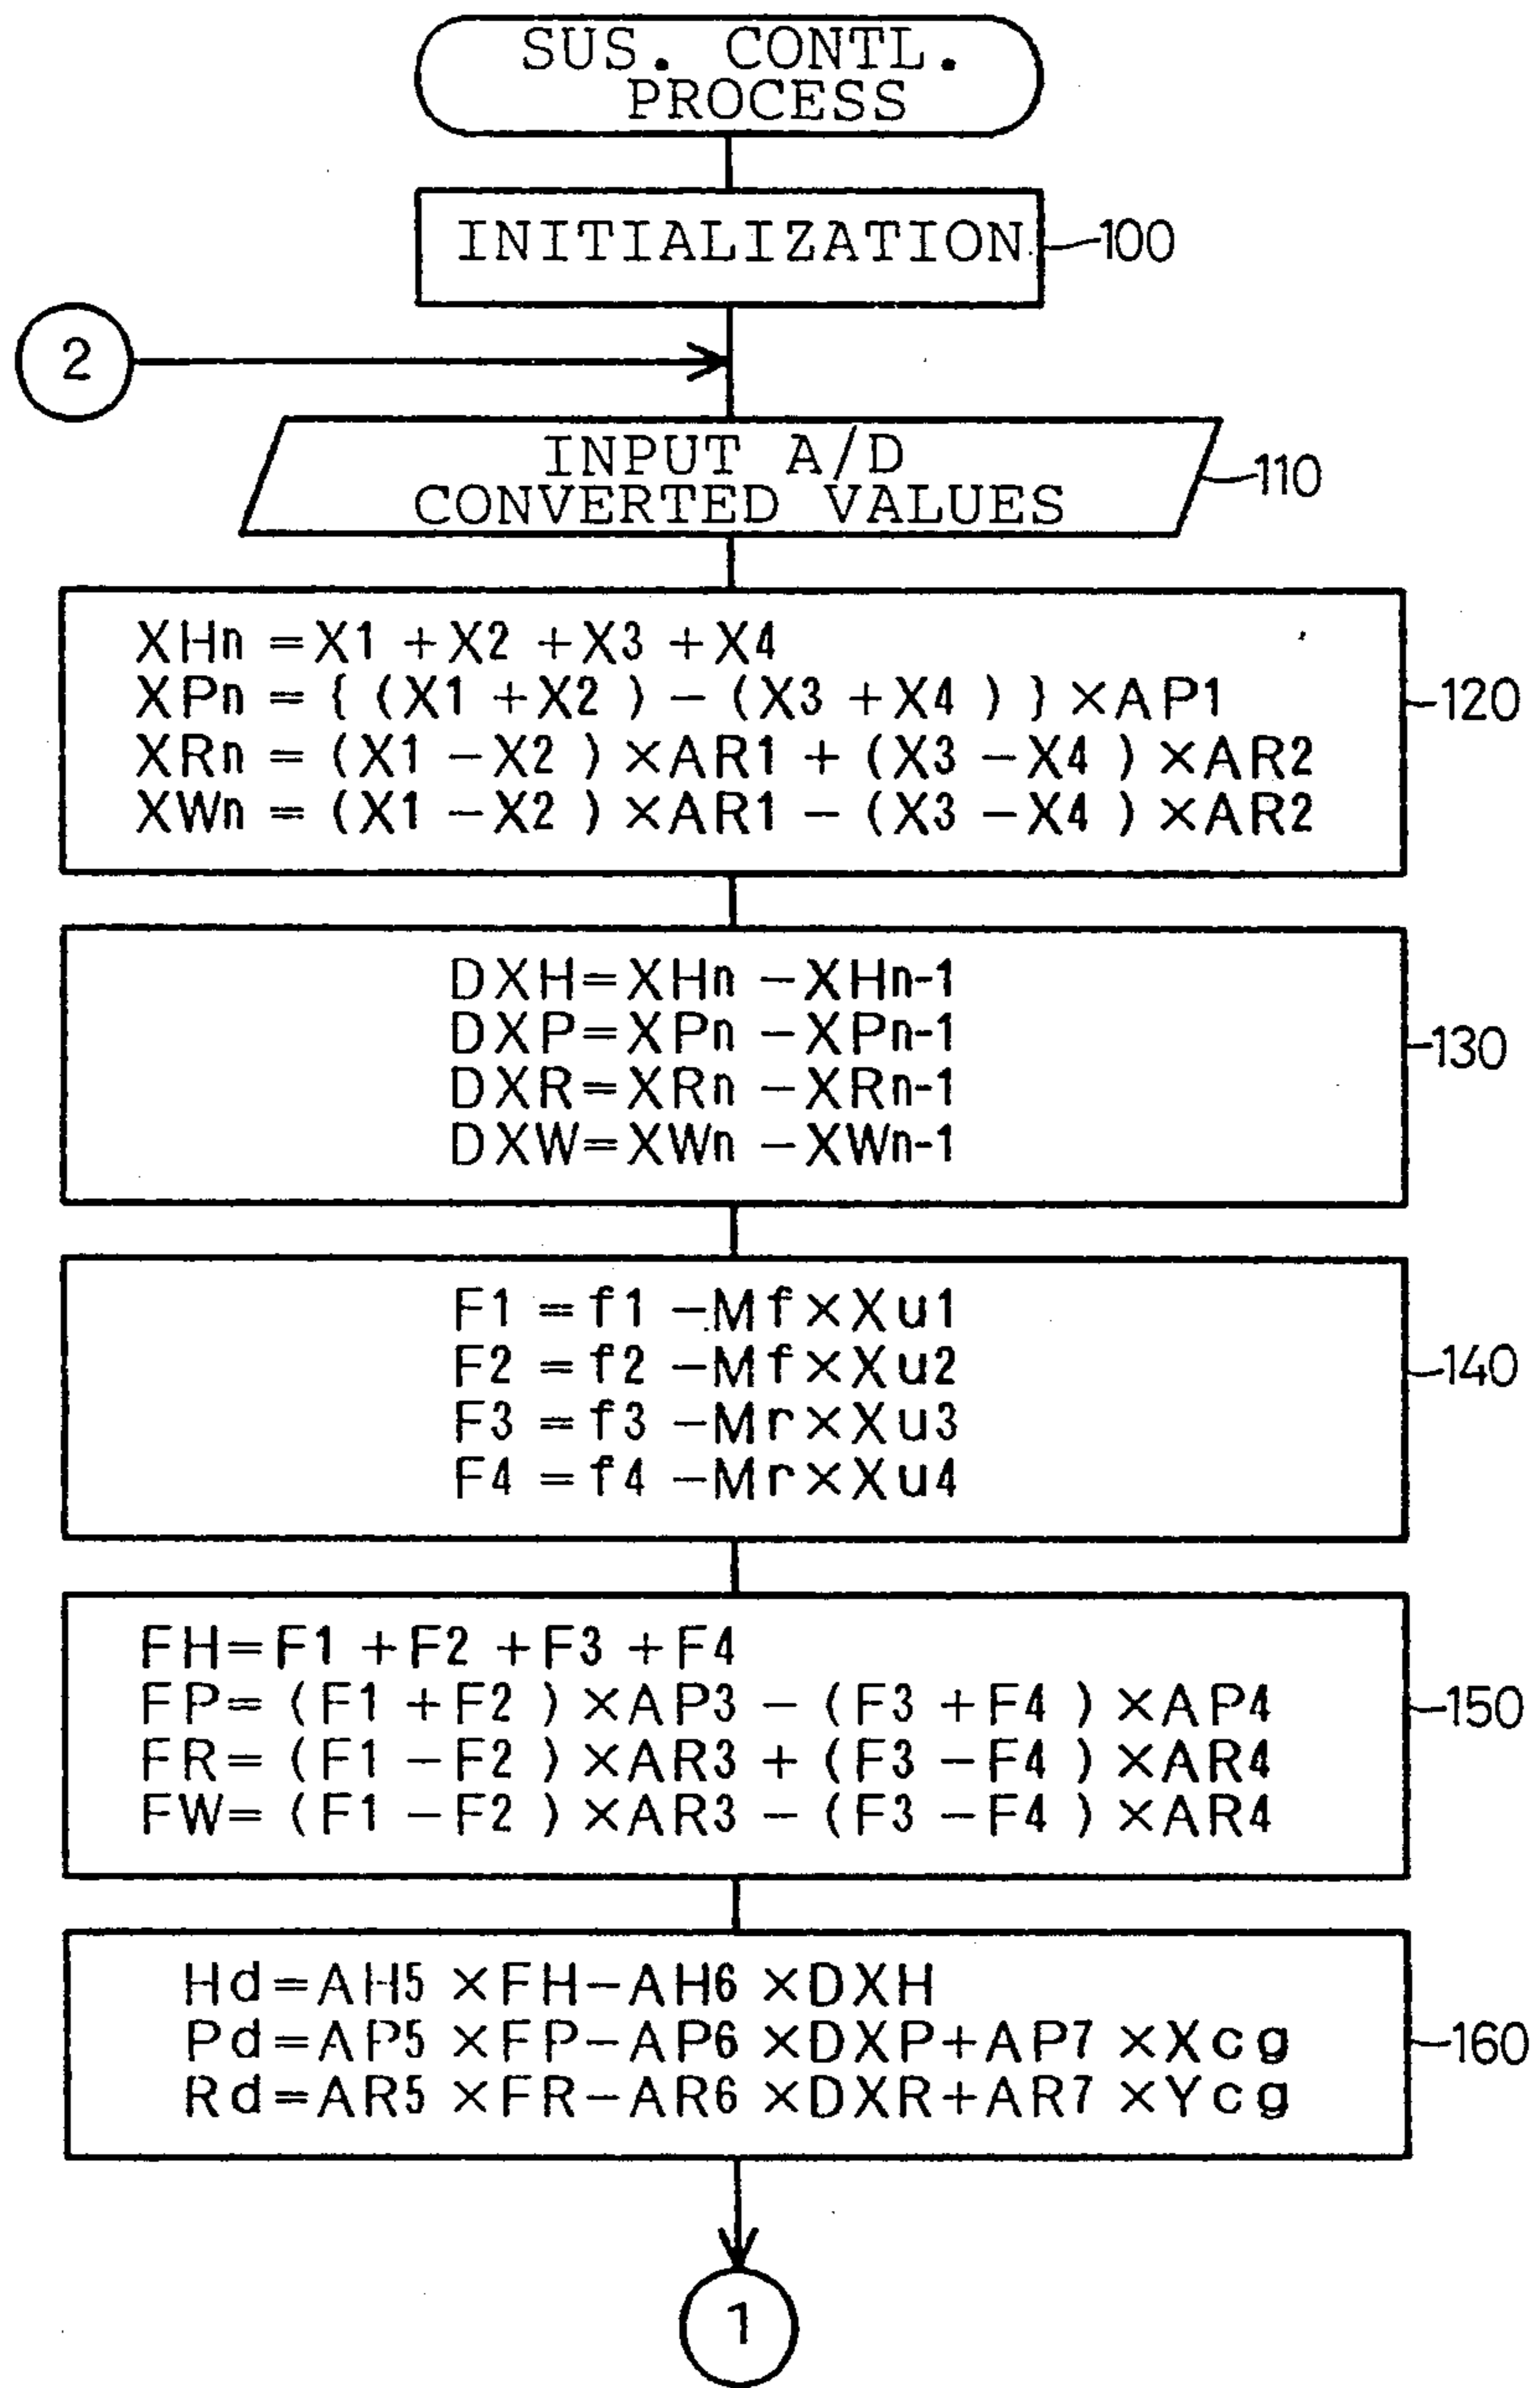 SUS. CONTL.
PROCESS
INITIALIZATION
100
2
INPUT A/D
CONVERTED VALUES
110
XHn =X1 +X2 +X3 +X4
XPn ={ (X1 +X2 ) − (X3 +X4 ) } ×AP1
XRn = (X1 −X2 ) ×AR1 + (X3 −X4 ) ×AR2
XWn = (X1 −X2 ) ×AR1 − (X3 −X4 ) ×AR2
120
DXH=XHn −XHn-1
DXP=XPn −XPn-1
DXR=XRn −XRn-1
DXW=XWn −XWn-1
130
F1 =f1 −Mf×Xu1
F2 =f2 −Mf×Xu2
F3 =f3 −Mr×Xu3
F4 =f4 −Mr×Xu4
140
FH=F1 +F2 +F3 +F4
FP= (F1 +F2 ) ×AP3 − (F3 +F4 ) ×AP4
FR= (F1 −F2 ) ×AR3 + (F3 −F4 ) ×AR4
FW= (F1 −F2 ) ×AR3 − (F3 −F4 ) ×AR4
150
Hd=AH5 ×FH−AH6 ×DXH
Pd=AP5 ×FP−AP6 ×DXP+AP7 ×Xcg
Rd=AR5 ×FR−AR6 ×DXR+AR7 ×Ycg
160
1